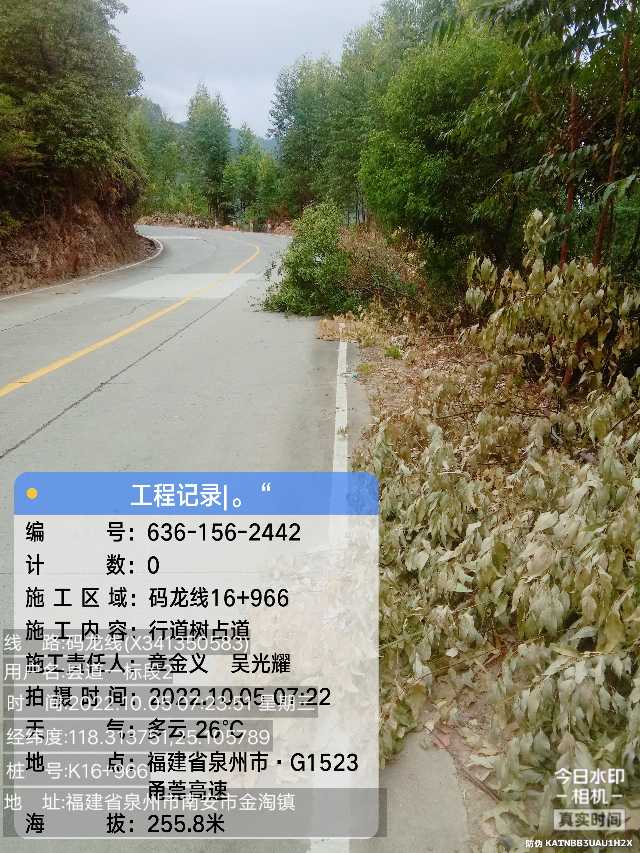 工程记录|。“
编 号：636-156-2442
计 数：0
施工区域：码龙线16+966
施工内容：行道树占道
线 路:码龙线(X341350583)
施工责任人：章金义 吴光耀
用户名:县道一标段2
拍摄时间：2022.10.05 07:22
时 间:2022.10.05 07:23:51 星期三
天 气：多云 26℃
经纬度:118.313751,25.105789
地 点：福建省泉州市·G1523
甬莞高速
桩 号:K16+966
地 址:福建省泉州市南安市金淘镇
海 拔：255.8米
今日水印
相机
真实时间
防伪 KATNBB3UAU1H2X